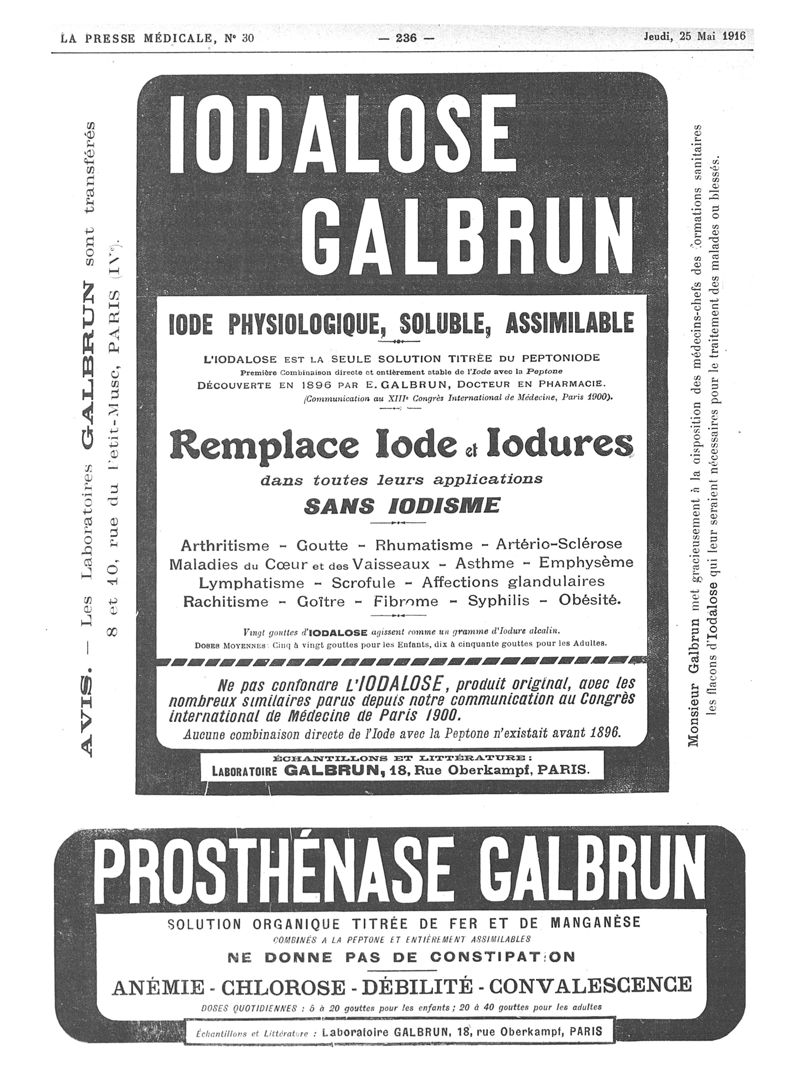 LA PRESSE MÉDICALE, N° 30
— 236 —
Jeudi, 25 Mai 1916
AVIS. — Les Laboratoires GALBRUN sont transférés
8 et 10, rue du Petit-Musc, PARIS (IVᵉ).
IODALOSE
GALBRUN
IODE PHYSIOLOGIQUE, SOLUBLE, ASSIMILABLE
L'IODALOSE EST LA SEULE SOLUTION TITRÉE DU PEPTONIODE
Première Combinaison directe et entièrement stable de l'Iode avec la Peptone
DÉCOUVERTE EN 1896 PAR E. GALBRUN, DOCTEUR EN PHARMACIE.
(Communication au XIIIᵉ Congrès International de Médecine, Paris 1900).
Remplace Iode et Iodures
dans toutes leurs applications
SANS IODISME
Arthritisme - Goutte - Rhumatisme - Artério-Sclérose
Maladies du Cœur et des Vaisseaux - Asthme - Emphysème
Lymphatisme - Scrofule - Affections glandulaires
Rachitisme - Goître - Fibrome - Syphilis - Obésité.
Vingt gouttes d'IODALOSE agissent comme un gramme d'Iodure alcalin.
DOSES MOYENNES: Cinq à vingt gouttes pour les Enfants, dix à cinquante gouttes pour les Adultes.
Ne pas confondre L'IODALOSE, produit original, avec les
nombreux similaires parus depuis notre communication au Congrès
international de Médecine de Paris 1900.
Aucune combinaison directe de l'Iode avec la Peptone n'existait avant 1896.
ÉCHANTILLONS ET LITTÉRATURE:
LABORATOIRE GALBRUN, 18, Rue Oberkampf, PARIS.
Monsieur Galbrun met gracieusement à la disposition des médecins-chefs des formations sanitaires
les flacons d'Iodalose qui leur seraient nécessaires pour le traitement des malades ou blessés.
PROSTHÉNASE GALBRUN
SOLUTION ORGANIQUE TITRÉE DE FER ET DE MANGANÈSE
COMBINÉS A LA PEPTONE ET ENTIÈREMENT ASSIMILABLES
NE DONNE PAS DE CONSTIPATION
ANÉMIE - CHLOROSE - DÉBILITÉ - CONVALESCENCE
DOSES QUOTIDIENNES : 5 à 20 gouttes pour les enfants ; 20 à 40 gouttes pour les adultes
Échantillons et Littérature : Laboratoire GALBRUN, 18, rue Oberkampf, PARIS